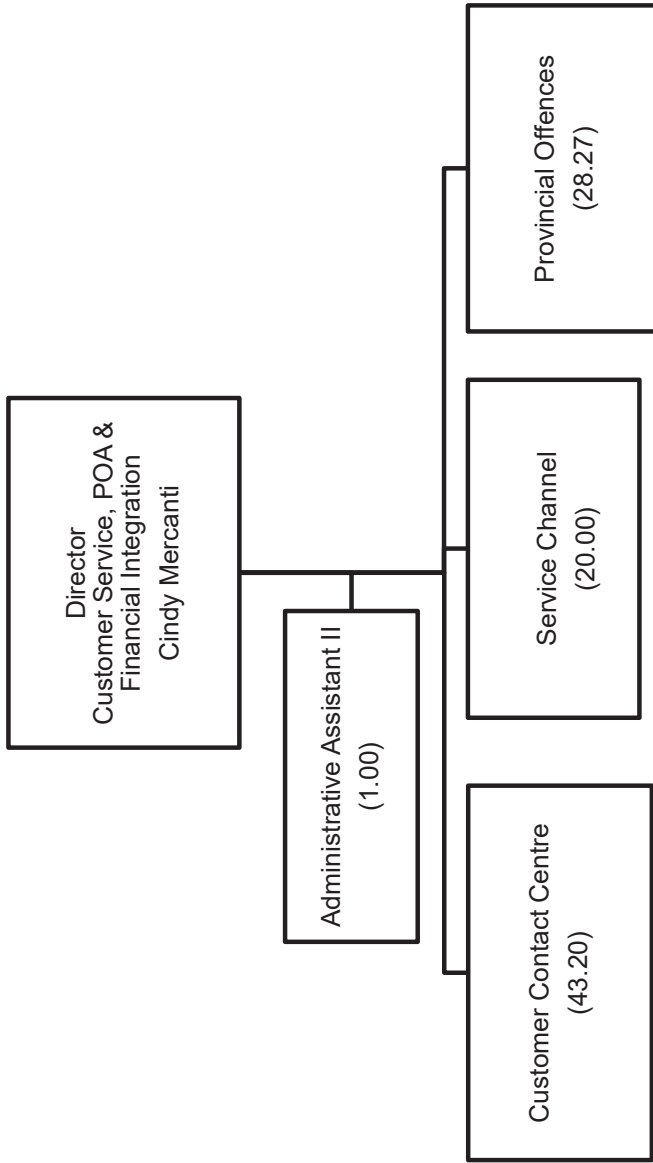 Director
Customer Service, POA &
Financial Integration
Cindy Mercanti
Administrative Assistant II
(1.00)
Customer Contact Centre
(43.20)
Service Channel
(20.00)
Provincial Offences
(28.27)